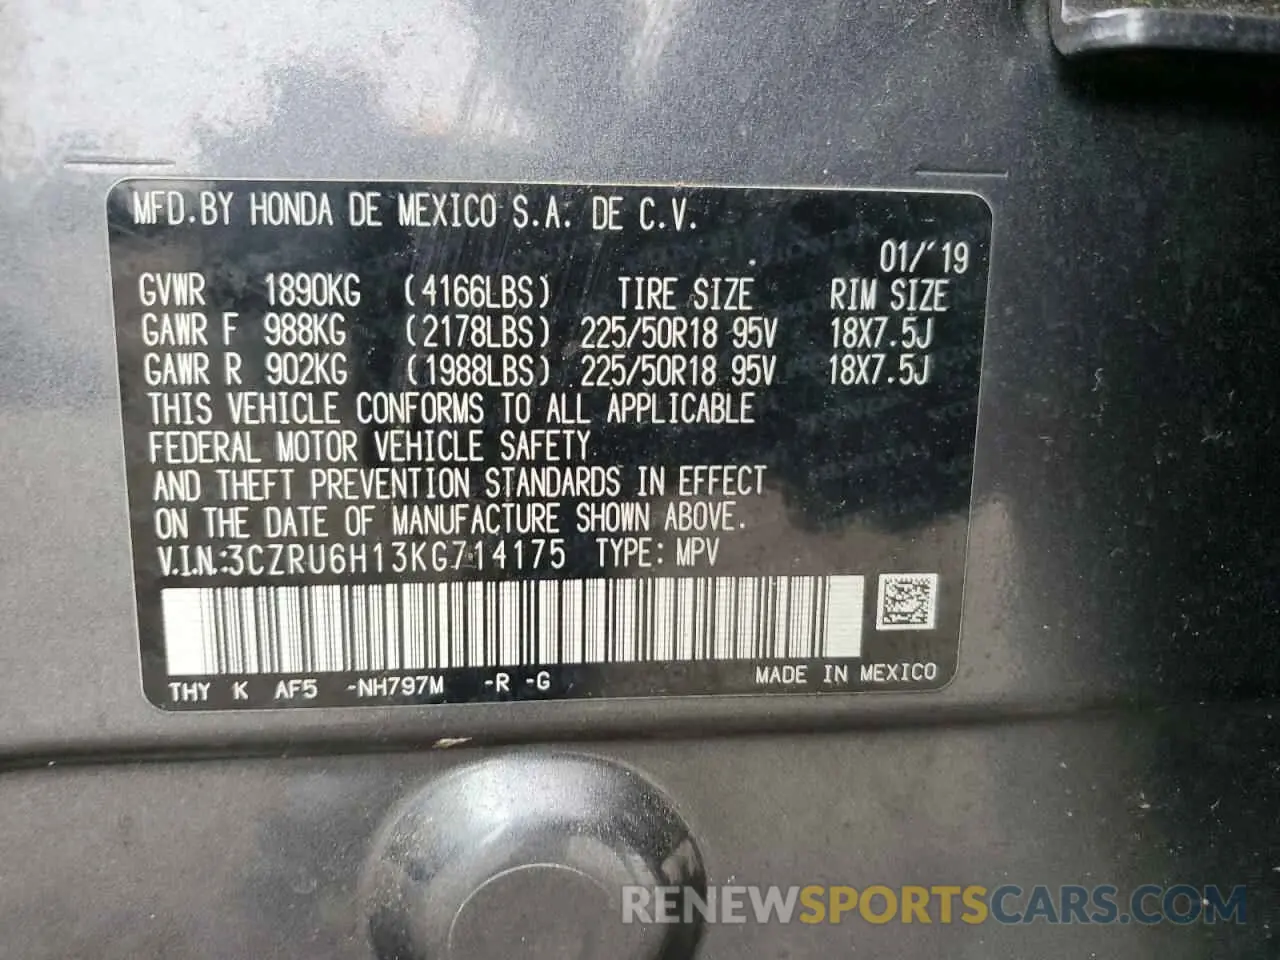 MFD.BY HONDA DE MEXICO S.A. DE C.V.
01/'19
GVWR 1890KG (4166LBS) TIRE SIZE RIM SIZE
GAWR F 988KG (2178LBS) 225/50R18 95V 18X7.5J
GAWR R 902KG (1988LBS) 225/50R18 95V 18X7.5J
THIS VEHICLE CONFORMS TO ALL APPLICABLE
FEDERAL MOTOR VEHICLE SAFETY
AND THEFT PREVENTION STANDARDS IN EFFECT
ON THE DATE OF MANUFACTURE SHOWN ABOVE.
V.I.N.:3CZRU6H13KG714175 TYPE: MPV
THY K AF5 -NH797M -R -G MADE IN MEXICO
RENEWSPORTSCARS.COM